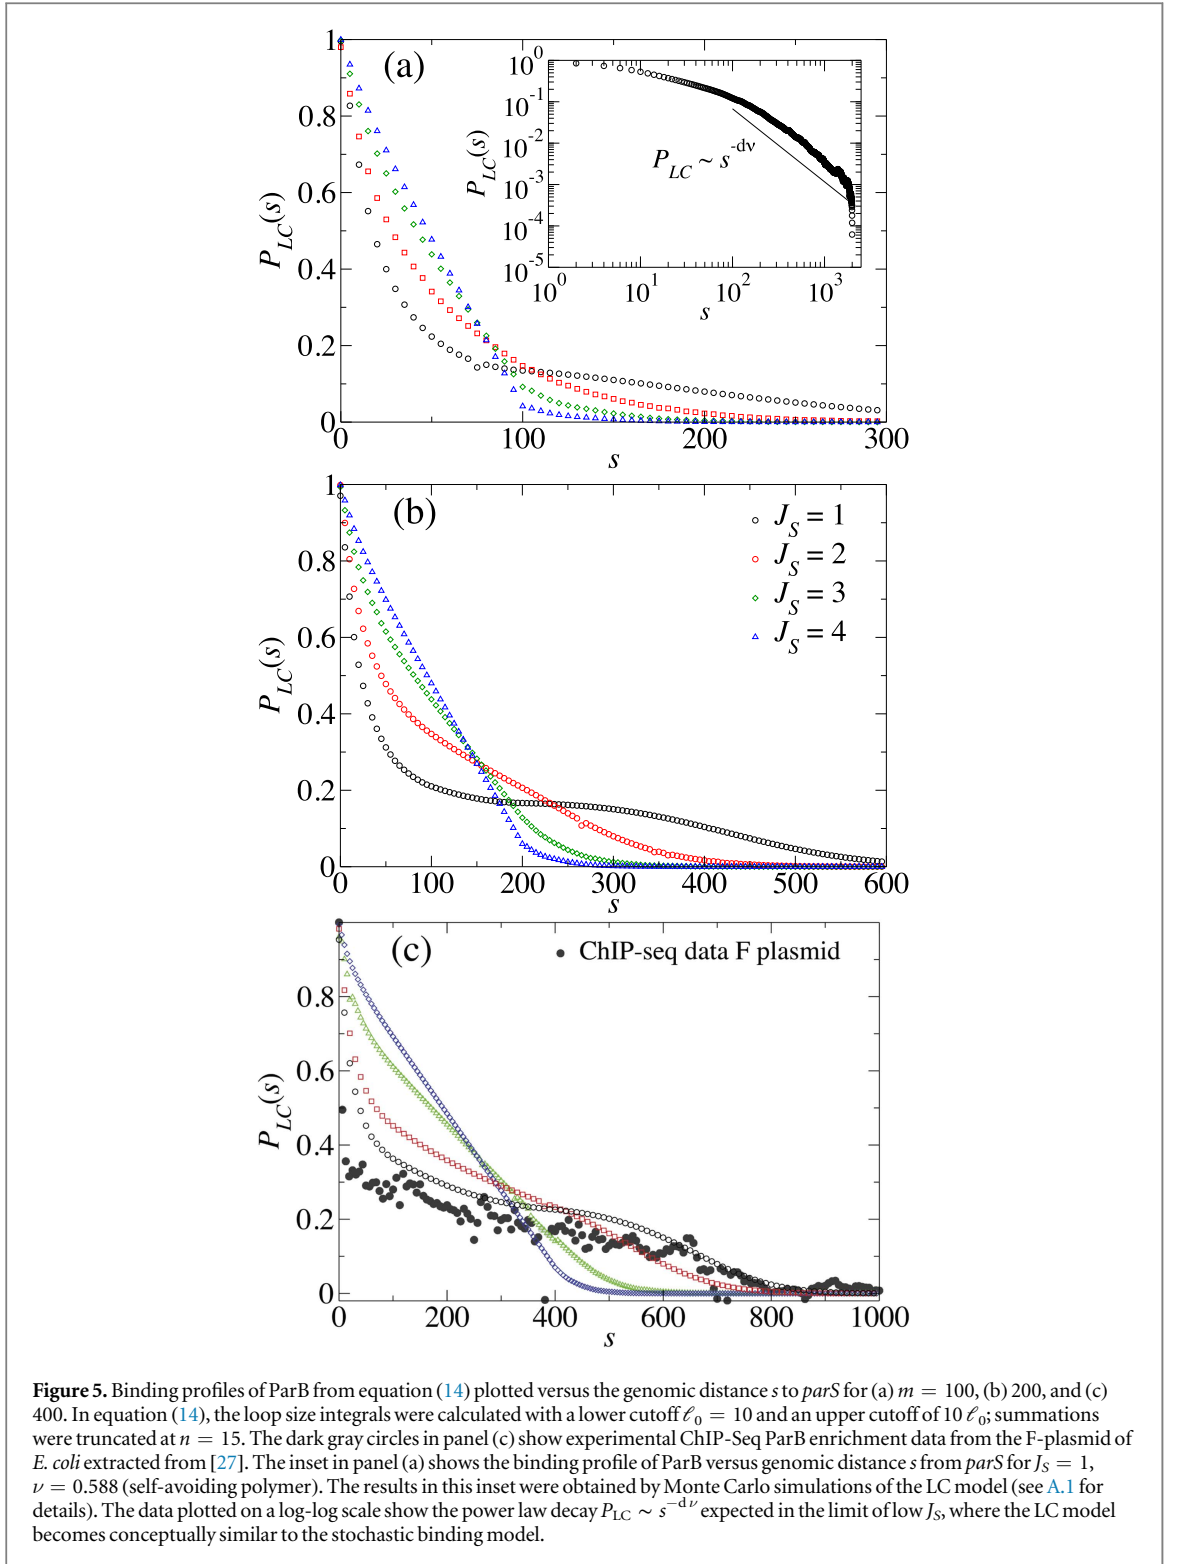 (a)
1
0.8
0.6
0.4
0.2
0
P_LC(s)
0 100 200 300
s
10^0
10^-1
10^-2
10^-3
10^-4
10^-5
P_LC(s)
P_LC ~ s^-dν
10^0 10^1 10^2 10^3
s
(b)
1
0.8
0.6
0.4
0.2
0
P_LC(s)
J_S = 1
J_S = 2
J_S = 3
J_S = 4
0 100 200 300 400 500 600
s
(c)
ChIP-seq data F plasmid
0.8
0.6
0.4
0.2
0
P_LC(s)
0 200 400 600 800 1000
s
Figure 5. Binding profiles of ParB from equation (14) plotted versus the genomic distance s to parS for (a) m = 100, (b) 200, and (c)
400. In equation (14), the loop size integrals were calculated with a lower cutoff ℓ₀ = 10 and an upper cutoff of 10 ℓ₀; summations
were truncated at n = 15. The dark gray circles in panel (c) show experimental ChIP-Seq ParB enrichment data from the F-plasmid of
E. coli extracted from [27]. The inset in panel (a) shows the binding profile of ParB versus genomic distance s from parS for J_S = 1,
ν = 0.588 (self-avoiding polymer). The results in this inset were obtained by Monte Carlo simulations of the LC model (see A.1 for
details). The data plotted on a log-log scale show the power law decay P_LC ~ s^-dν expected in the limit of low J_S, where the LC model
becomes conceptually similar to the stochastic binding model.